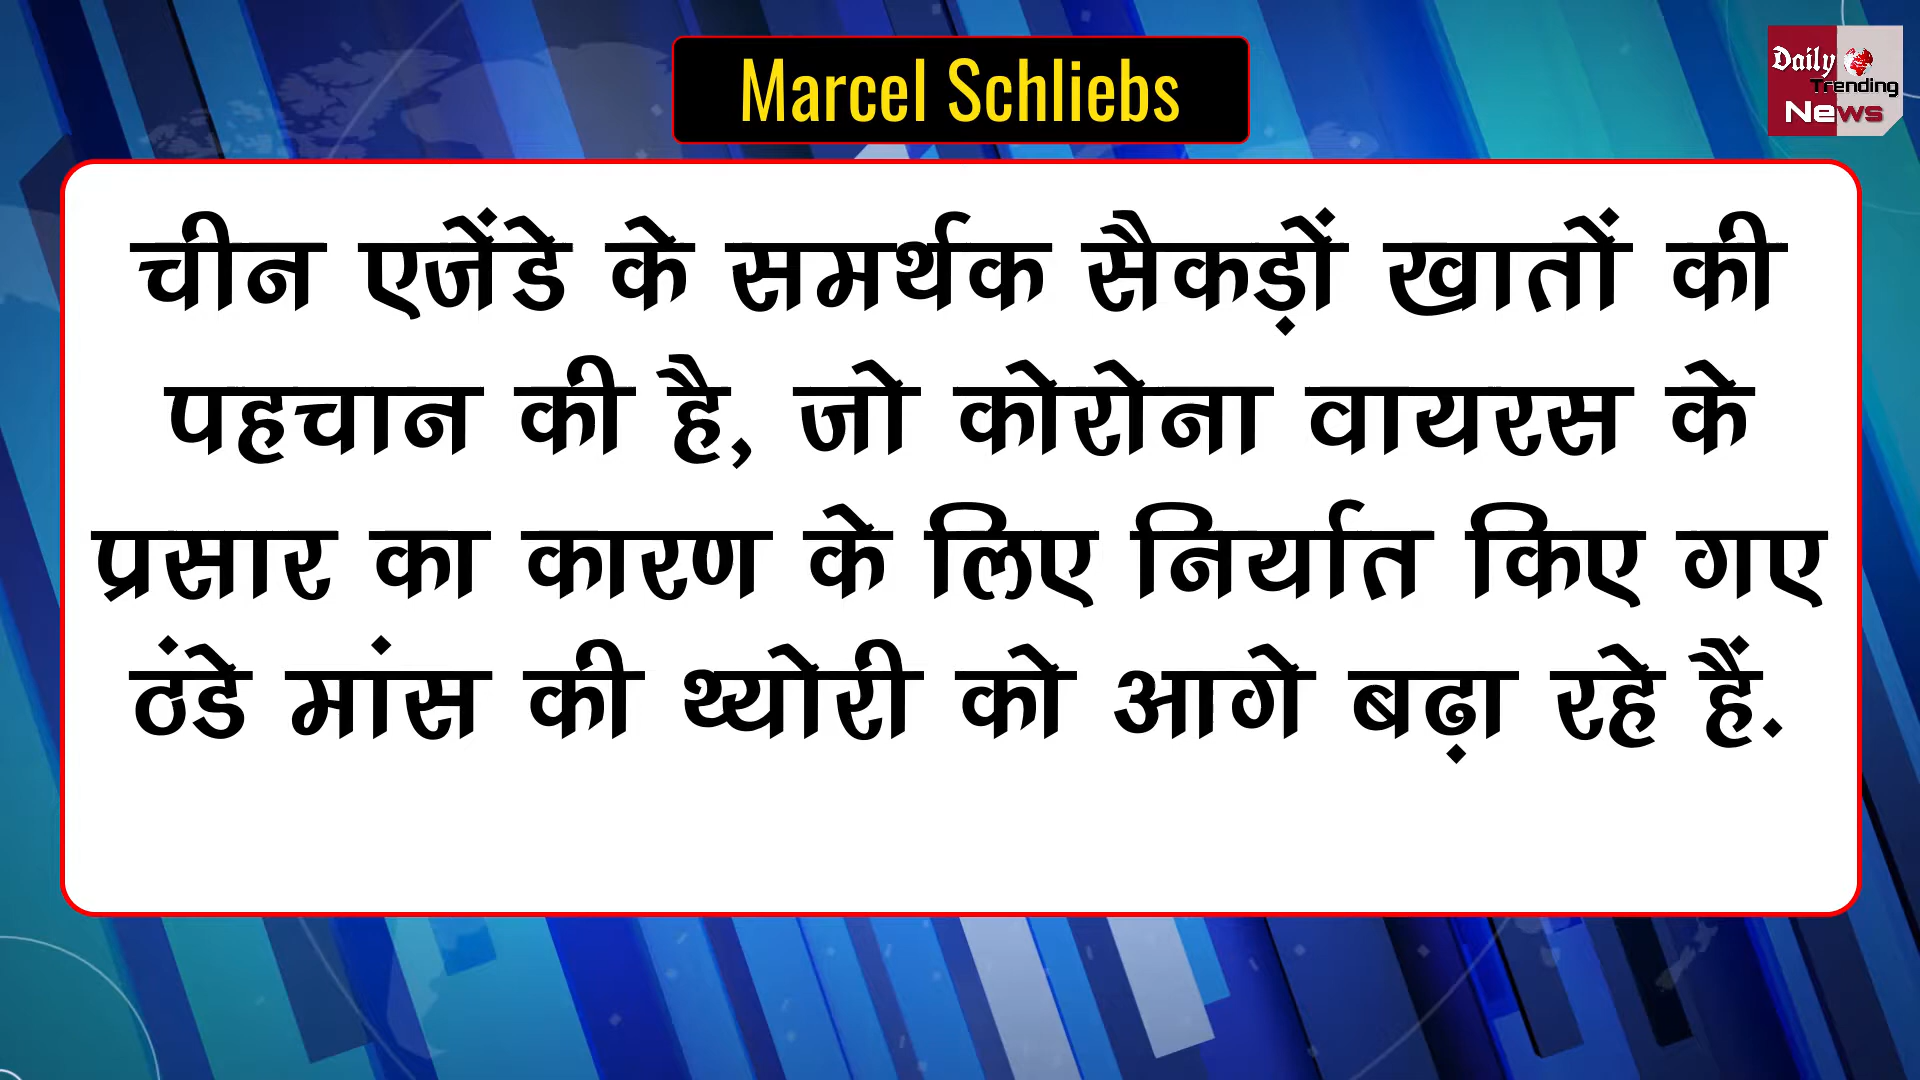 Marcel Schliebs
Daily
Trending
News
चीन एजेंडे के समर्थक सैकड़ों खातों की
पहचान की है, जो कोरोना वायरस के
प्रसार का कारण के लिए निर्यात किए गए
ठंडे मांस की थ्योरी को आगे बढ़ा रहे हैं.